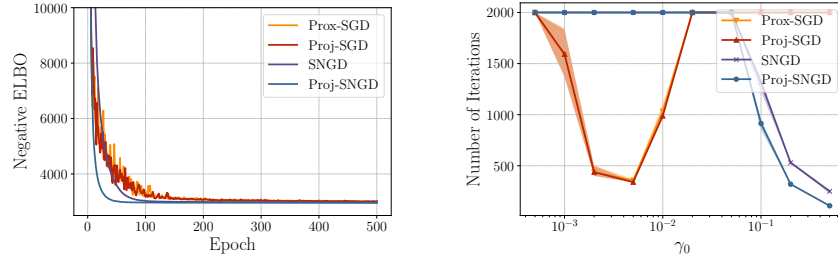 10000
8000
6000
4000
Negative ELBO
0
100
200
300
400
500
Epoch
Prox-SGD
Proj-SGD
SNGD
Proj-SNGD
2000
1500
1000
500
Number of Iterations
10⁻³
10⁻²
10⁻¹
γ₀
Prox-SGD
Proj-SGD
SNGD
Proj-SNGD